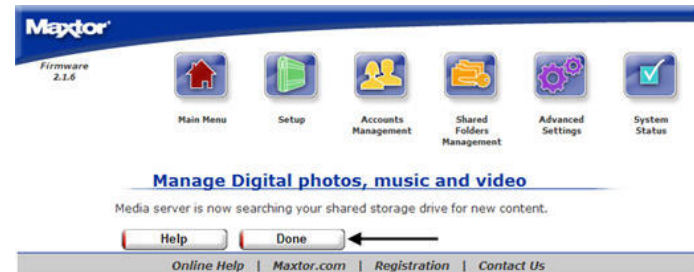 Maxtor
Firmware
2.1.6
Main Menu
Setup
Accounts
Management
Shared
Folders
Management
Advanced
Settings
System
Status
Manage Digital photos, music and video
Media server is now searching your shared storage drive for new content.
Help
Done
Online Help | Maxtor.com | Registration | Contact Us